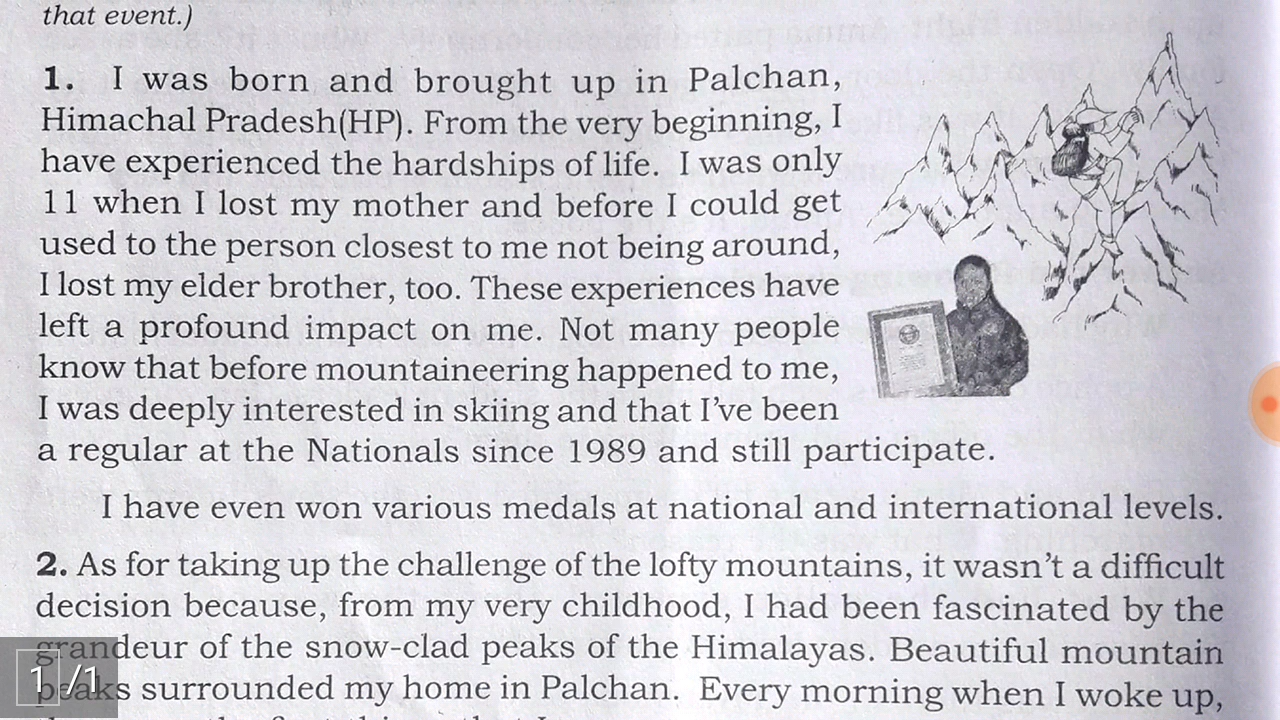 that event.)
1. I was born and brought up in Palchan,
Himachal Pradesh(HP). From the very beginning, I
have experienced the hardships of life. I was only
11 when I lost my mother and before I could get
used to the person closest to me not being around,
I lost my elder brother, too. These experiences have
left a profound impact on me. Not many people
know that before mountaineering happened to me,
I was deeply interested in skiing and that I've been
a regular at the Nationals since 1989 and still participate.
I have even won various medals at national and international levels.
2. As for taking up the challenge of the lofty mountains, it wasn't a difficult
decision because, from my very childhood, I had been fascinated by the
grandeur of the snow-clad peaks of the Himalayas. Beautiful mountain
peaks surrounded my home in Palchan. Every morning when I woke up,
1/1